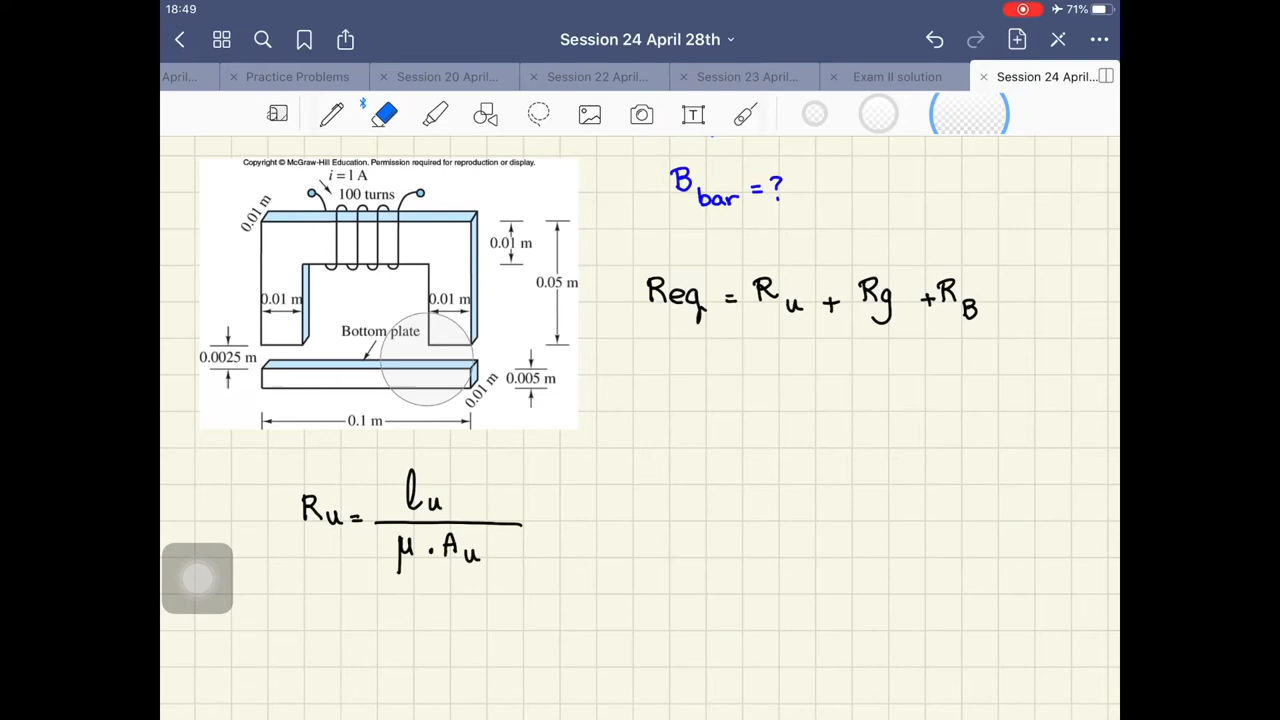 18:49
71%
Session 24 April 28th
April...
Practice Problems
Session 20 April...
Session 22 April...
Session 23 April...
Exam II solution
Session 24 April...
T
Copyright © McGraw-Hill Education. Permission required for reproduction or display.
i = 1 A
100 turns
0.01 m
0.01 m
0.05 m
0.01 m
0.01 m
Bottom plate
0.0025 m
0.005 m
0.01 m
0.1 m
B bar = ?
Req = Ru + Rg + RB
Ru = lu
μ . Au